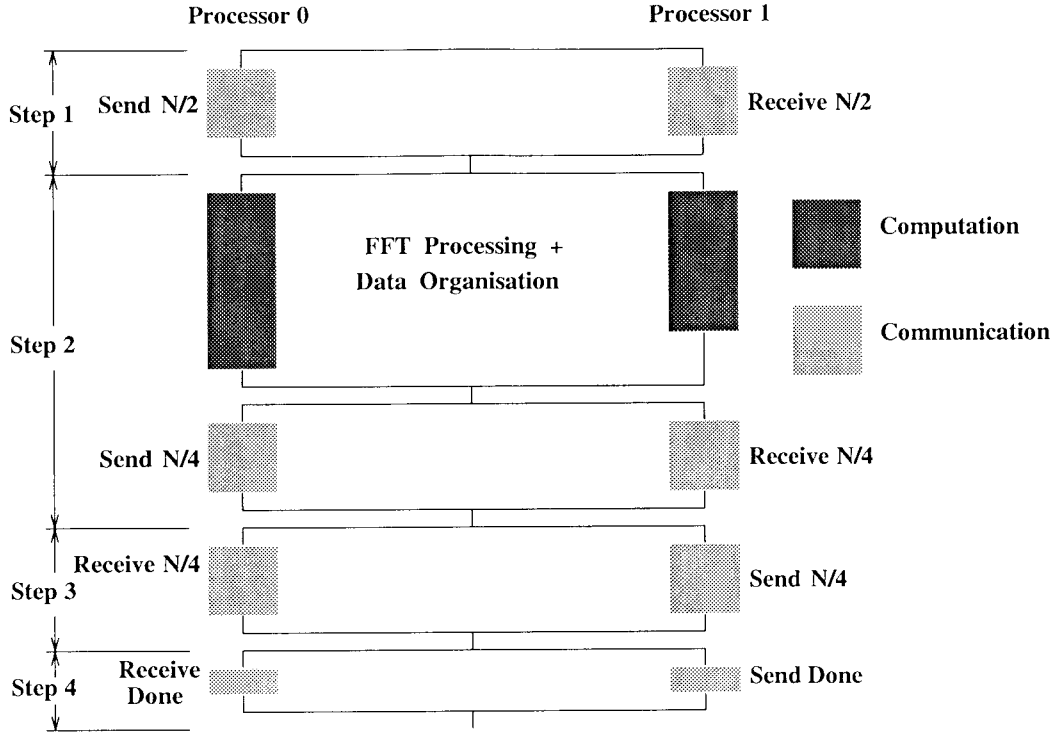 Processor 0
Processor 1
Step 1
Send N/2
Receive N/2
Step 2
FFT Processing +
Data Organisation
Computation
Communication
Send N/4
Receive N/4
Step 3
Receive N/4
Send N/4
Step 4
Receive
Done
Send Done